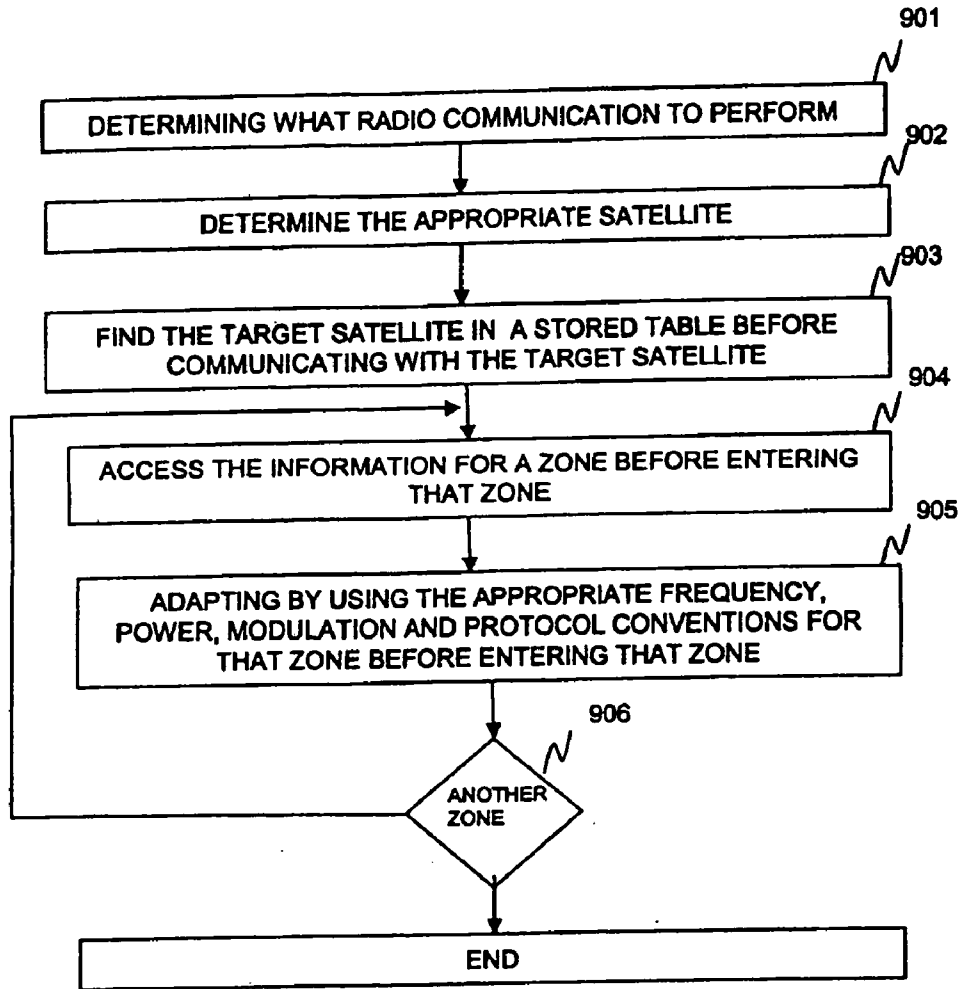 901
DETERMINING WHAT RADIO COMMUNICATION TO PERFORM
902
DETERMINE THE APPROPRIATE SATELLITE
903
FIND THE TARGET SATELLITE IN A STORED TABLE BEFORE
COMMUNICATING WITH THE TARGET SATELLITE
904
ACCESS THE INFORMATION FOR A ZONE BEFORE ENTERING
THAT ZONE
905
ADAPTING BY USING THE APPROPRIATE FREQUENCY,
POWER, MODULATION AND PROTOCOL CONVENTIONS FOR
THAT ZONE BEFORE ENTERING THAT ZONE
906
ANOTHER
ZONE
END